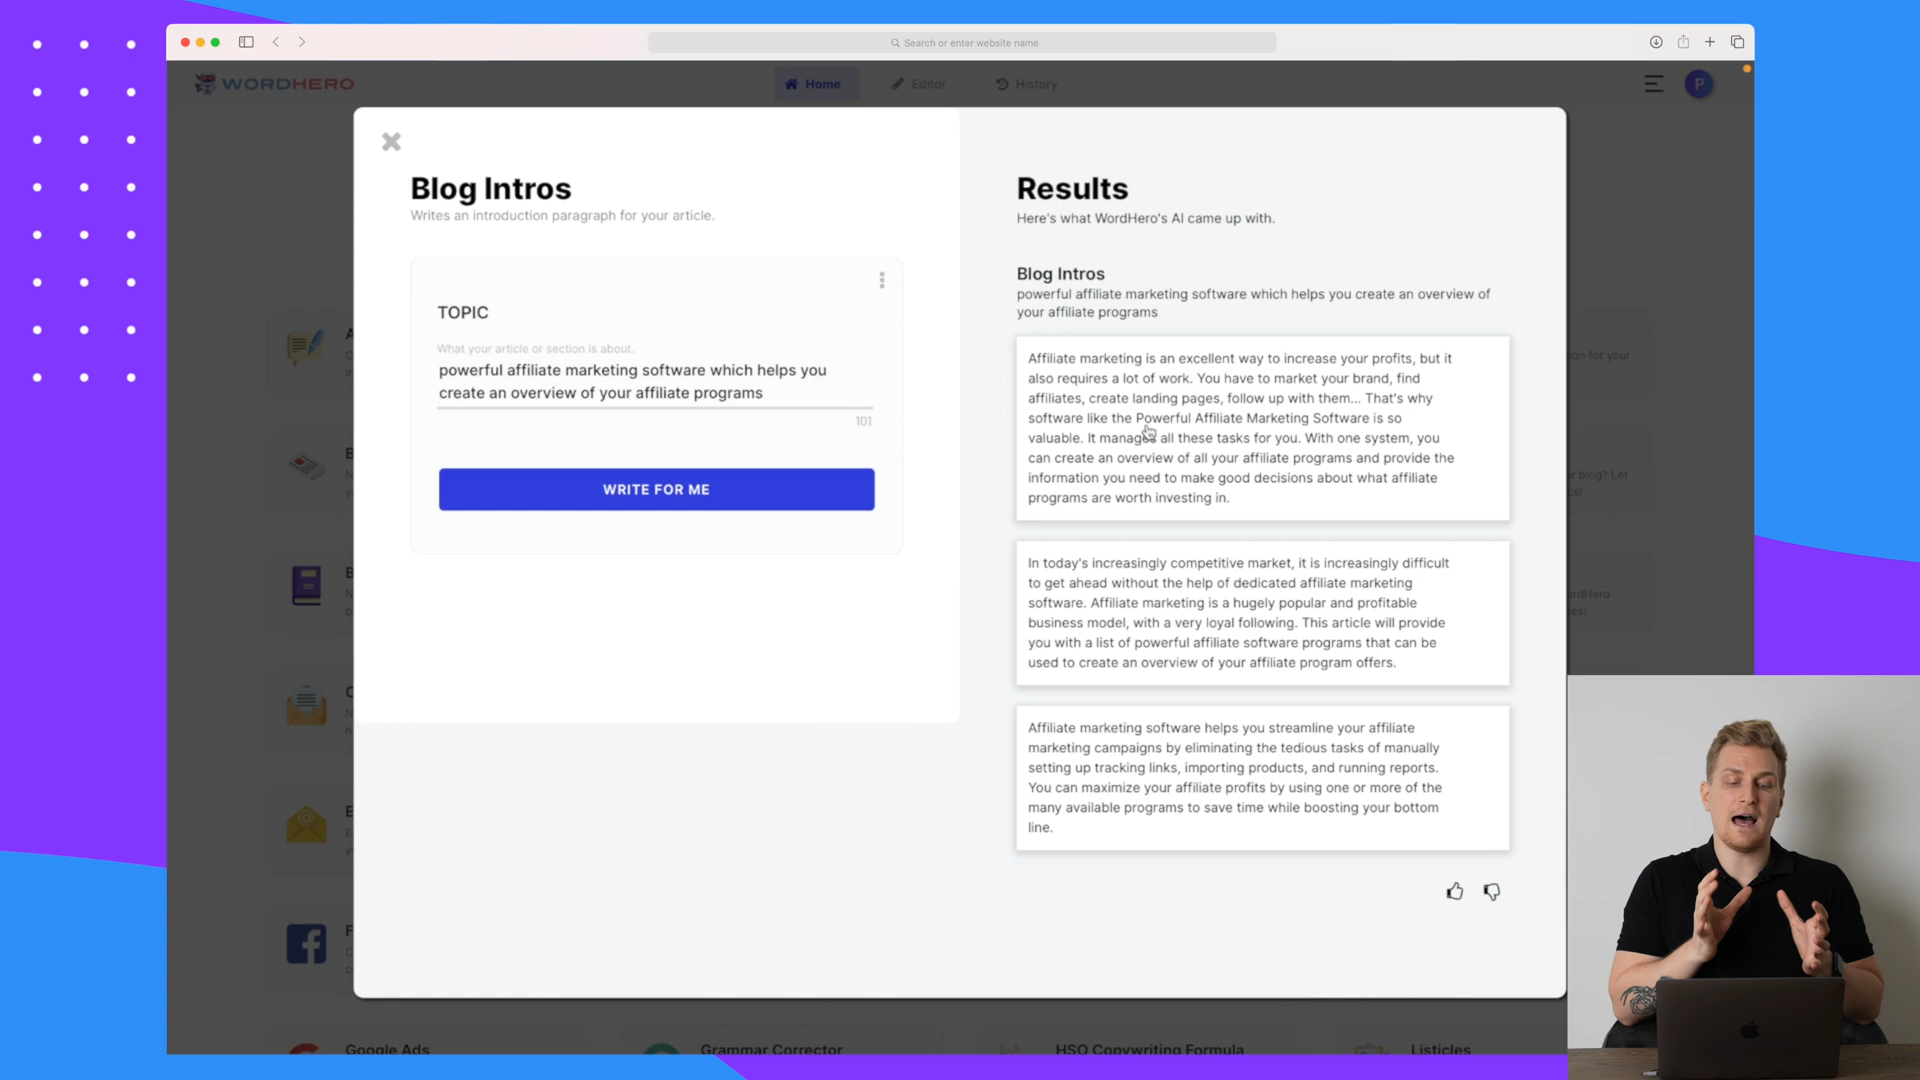 Search or enter website name
WORDHERO
Home
Editor
History
P
Blog Intros
Writes an introduction paragraph for your article.
TOPIC
What your article or section is about.
powerful affiliate marketing software which helps you
create an overview of your affiliate programs
101
WRITE FOR ME
Results
Here's what WordHero's AI came up with.
Blog Intros
powerful affiliate marketing software which helps you create an overview of
your affiliate programs
Affiliate marketing is an excellent way to increase your profits, but it
also requires a lot of work. You have to market your brand, find
affiliates, create landing pages, follow up with them... That's why
software like the Powerful Affiliate Marketing Software is so
valuable. It manages all these tasks for you. With one system, you
can create an overview of all your affiliate programs and provide the
information you need to make good decisions about what affiliate
programs are worth investing in.
In today's increasingly competitive market, it is increasingly difficult
to get ahead without the help of dedicated affiliate marketing
software. Affiliate marketing is a hugely popular and profitable
business model, with a very loyal following. This article will provide
you with a list of powerful affiliate software programs that can be
used to create an overview of your affiliate program offers.
Affiliate marketing software helps you streamline your affiliate
marketing campaigns by eliminating the tedious tasks of manually
setting up tracking links, importing products, and running reports.
You can maximize your affiliate profits by using one or more of the
many available programs to save time while boosting your bottom
line.
ion for your
blog? Let
Google Ads
Grammar Corrector
HSO Copywriting Formula
Listicles